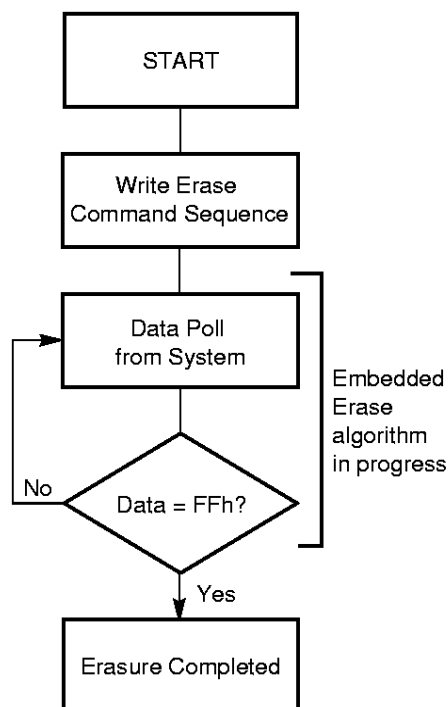 START
Write Erase
Command Sequence
Data Poll
from System
Embedded
Erase
algorithm
in progress
No
Data = FFh?
Yes
Erasure Completed